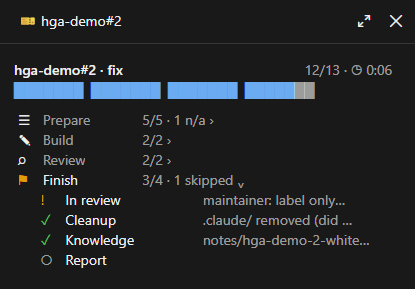 hga-demo#2
hga-demo#2 · fix 12/13 · 0:06
Prepare 5/5 · 1 n/a ›
Build 2/2 ›
Review 2/2 ›
Finish 3/4 · 1 skipped ⌄
! In review maintainer: label only...
✓ Cleanup .claude/ removed (did ...
✓ Knowledge notes/hga-demo-2-white...
○ Report